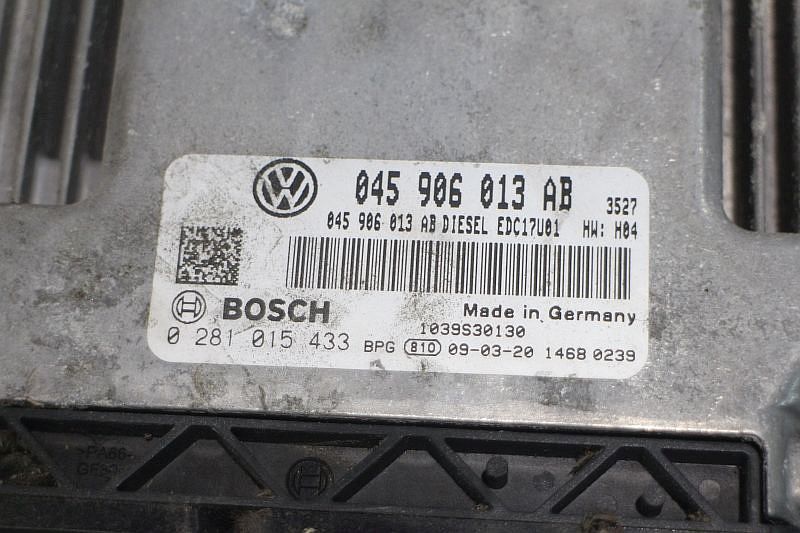 045 906 013 AB 3527
045 906 013 AB DIESEL EDC17U01 HW: H04
BOSCH Made in Germany
1039S30130
0 281 015 433 BPG 810 09-03-20 1468 0239
>PA66-